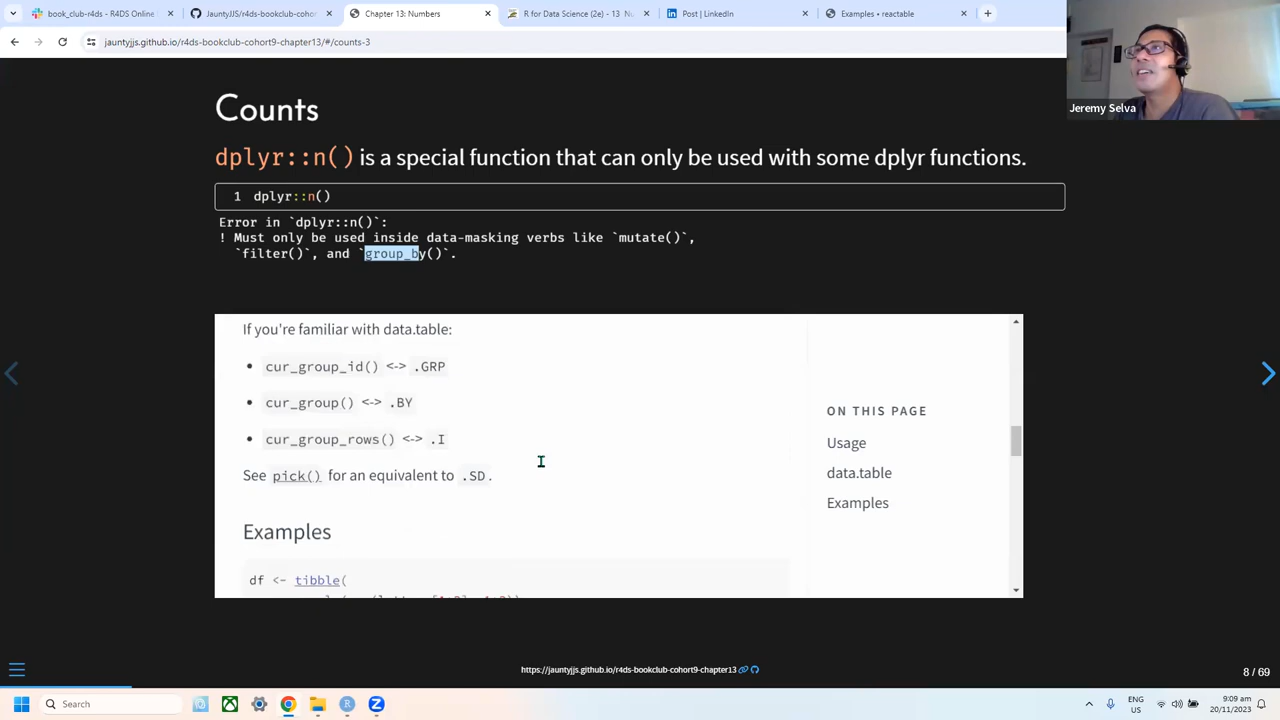 book_club-r4ds - R4DS Online
JauntyJJS/r4ds-bookclub-cohor
Chapter 13: Numbers
R for Data Science (2e) - 13 Nu
Post | LinkedIn
Examples – reactable
jauntyjjs.github.io/r4ds-bookclub-cohort9-chapter13/#/counts-3
Jeremy Selva
Counts
dplyr::n() is a special function that can only be used with some dplyr functions.
1 dplyr::n()
Error in `dplyr::n()`:
! Must only be used inside data-masking verbs like `mutate()`,
`filter()`, and `group_by()`.
If you're familiar with data.table:
• cur_group_id() <-> .GRP
• cur_group() <-> .BY
• cur_group_rows() <-> .I
See pick() for an equivalent to .SD.
Examples
df <- tibble(
ON THIS PAGE
Usage
data.table
Examples
https://jauntyjjs.github.io/r4ds-bookclub-cohort9-chapter13
8 / 69
Search
ENG
US
9:09 am
20/11/2023